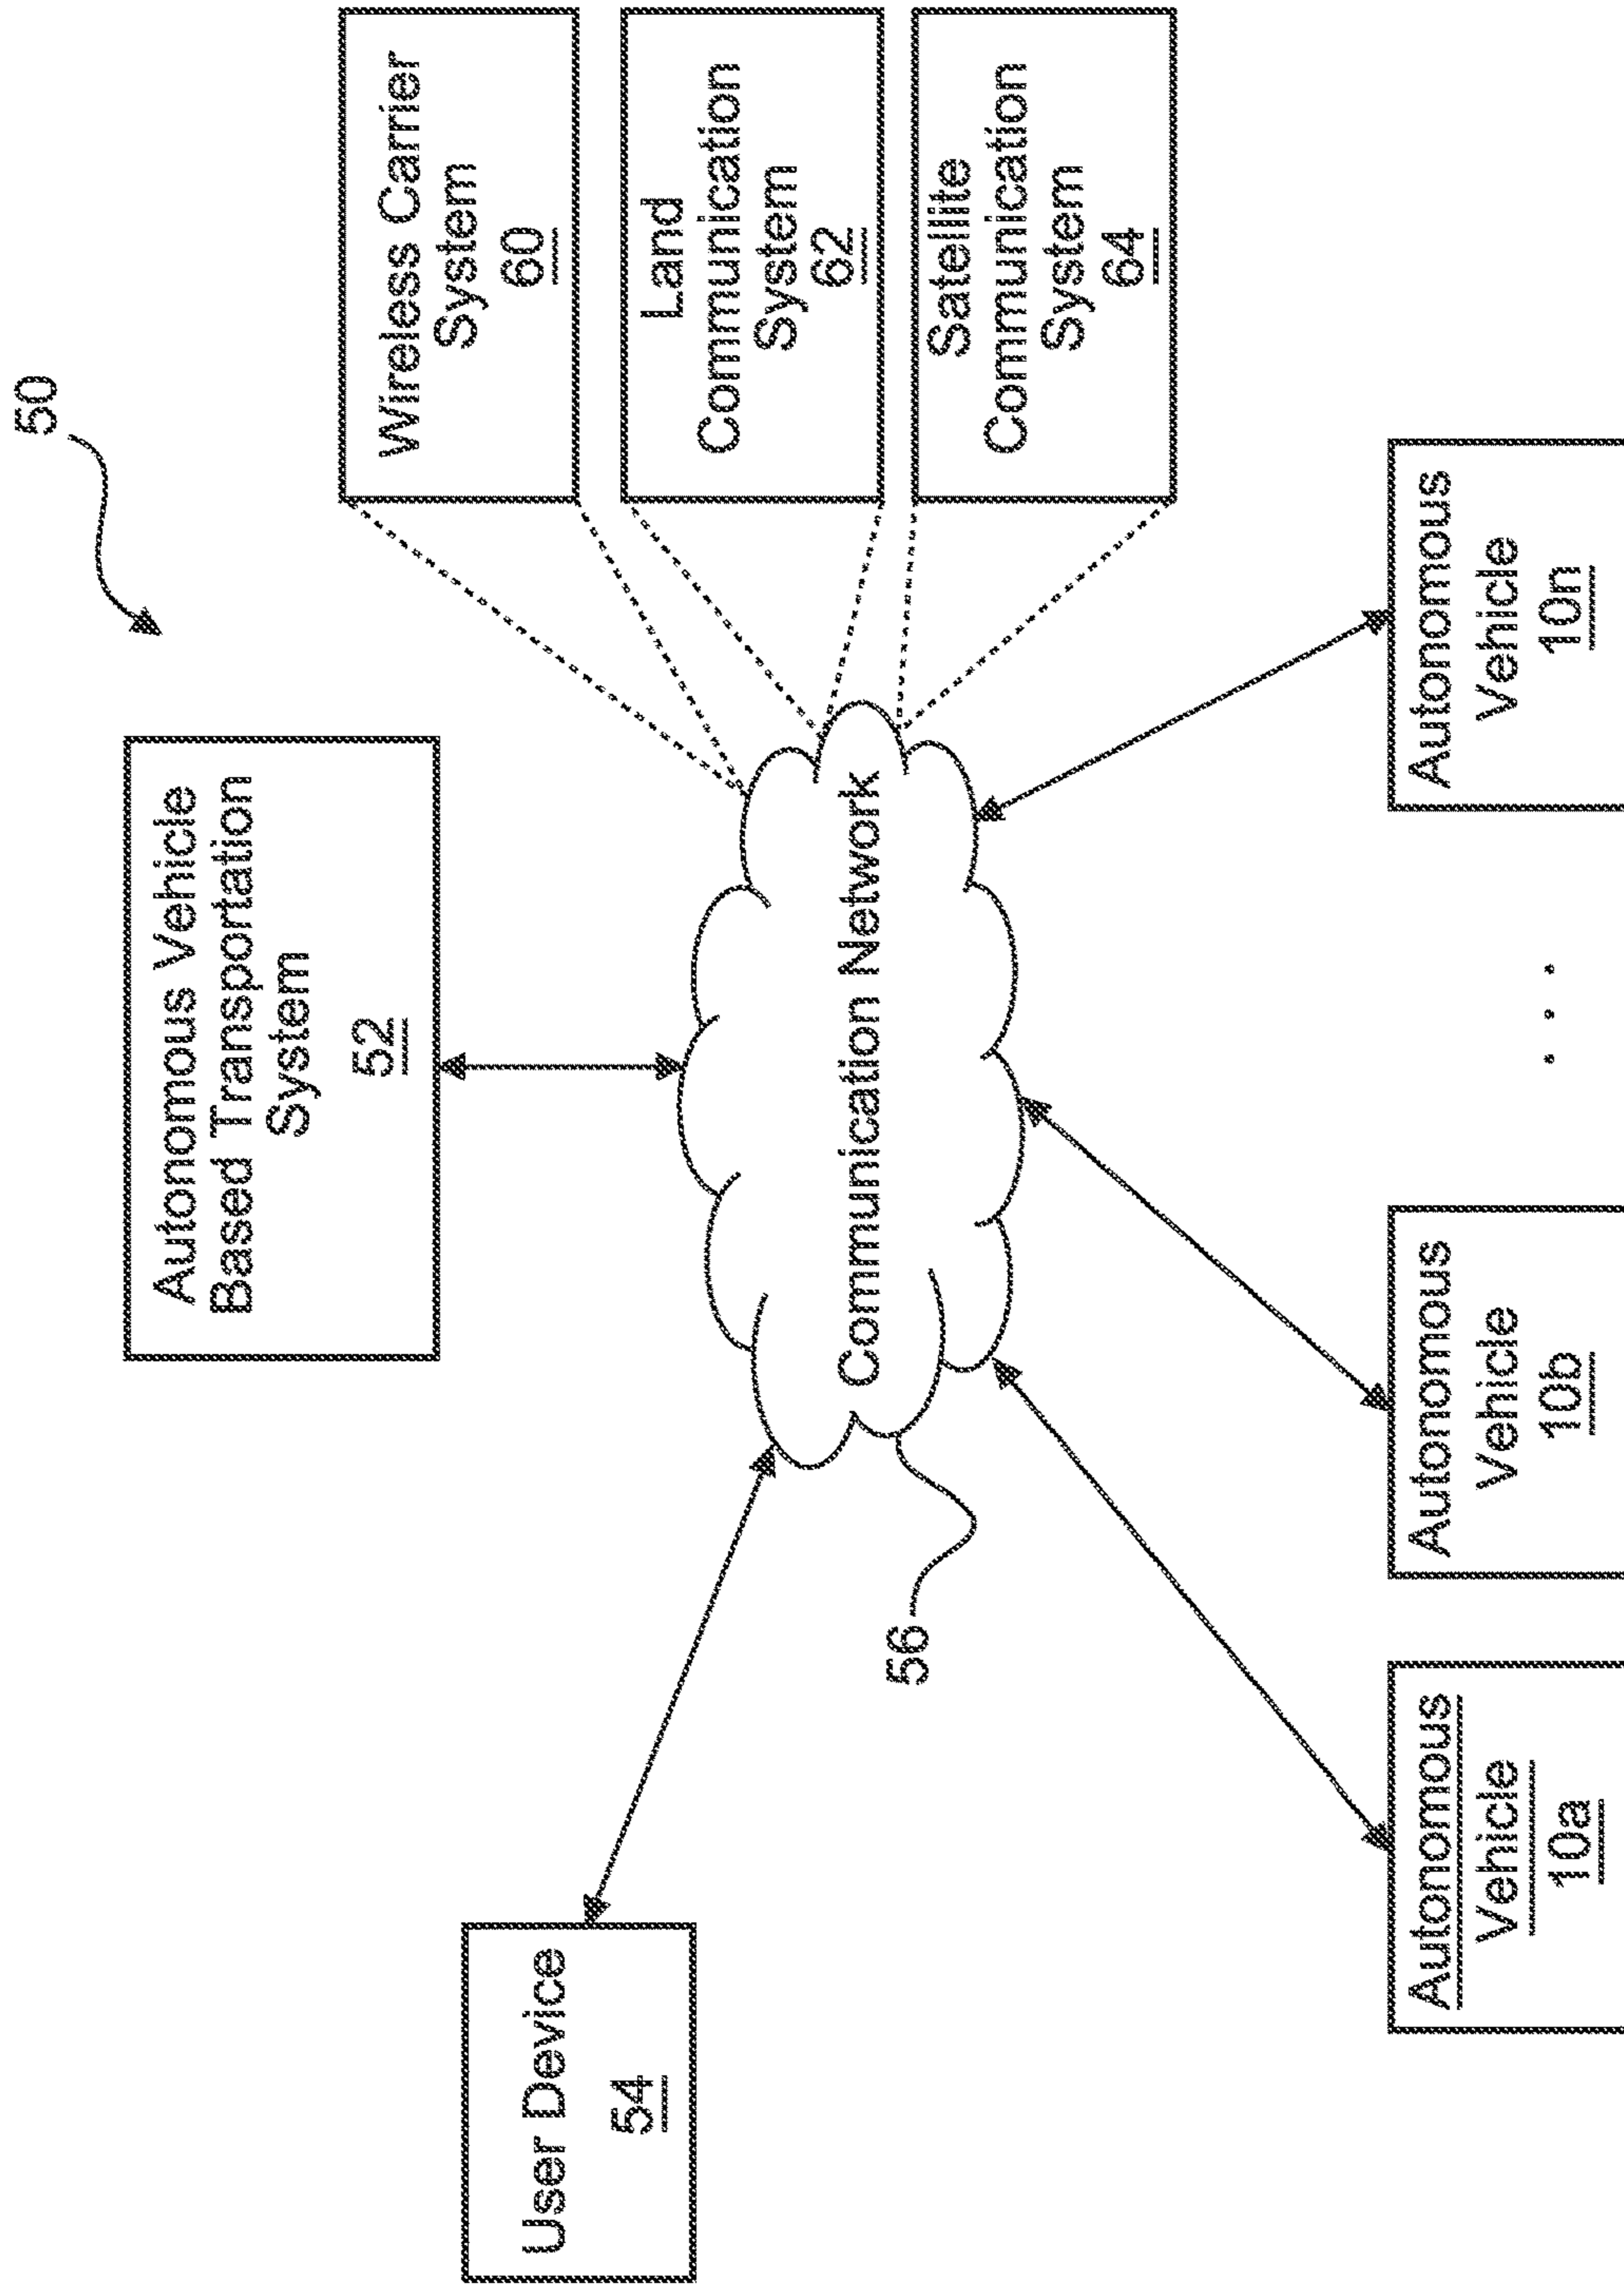 50
Autonomous Vehicle
Based Transportation
System
52
Wireless Carrier
System
60
Land
Communication
System
62
Satellite
Communication
System
64
User Device
54
Communication Network
56
Autonomous
Vehicle
10a
Autonomous
Vehicle
10b
. . .
Autonomous
Vehicle
10n